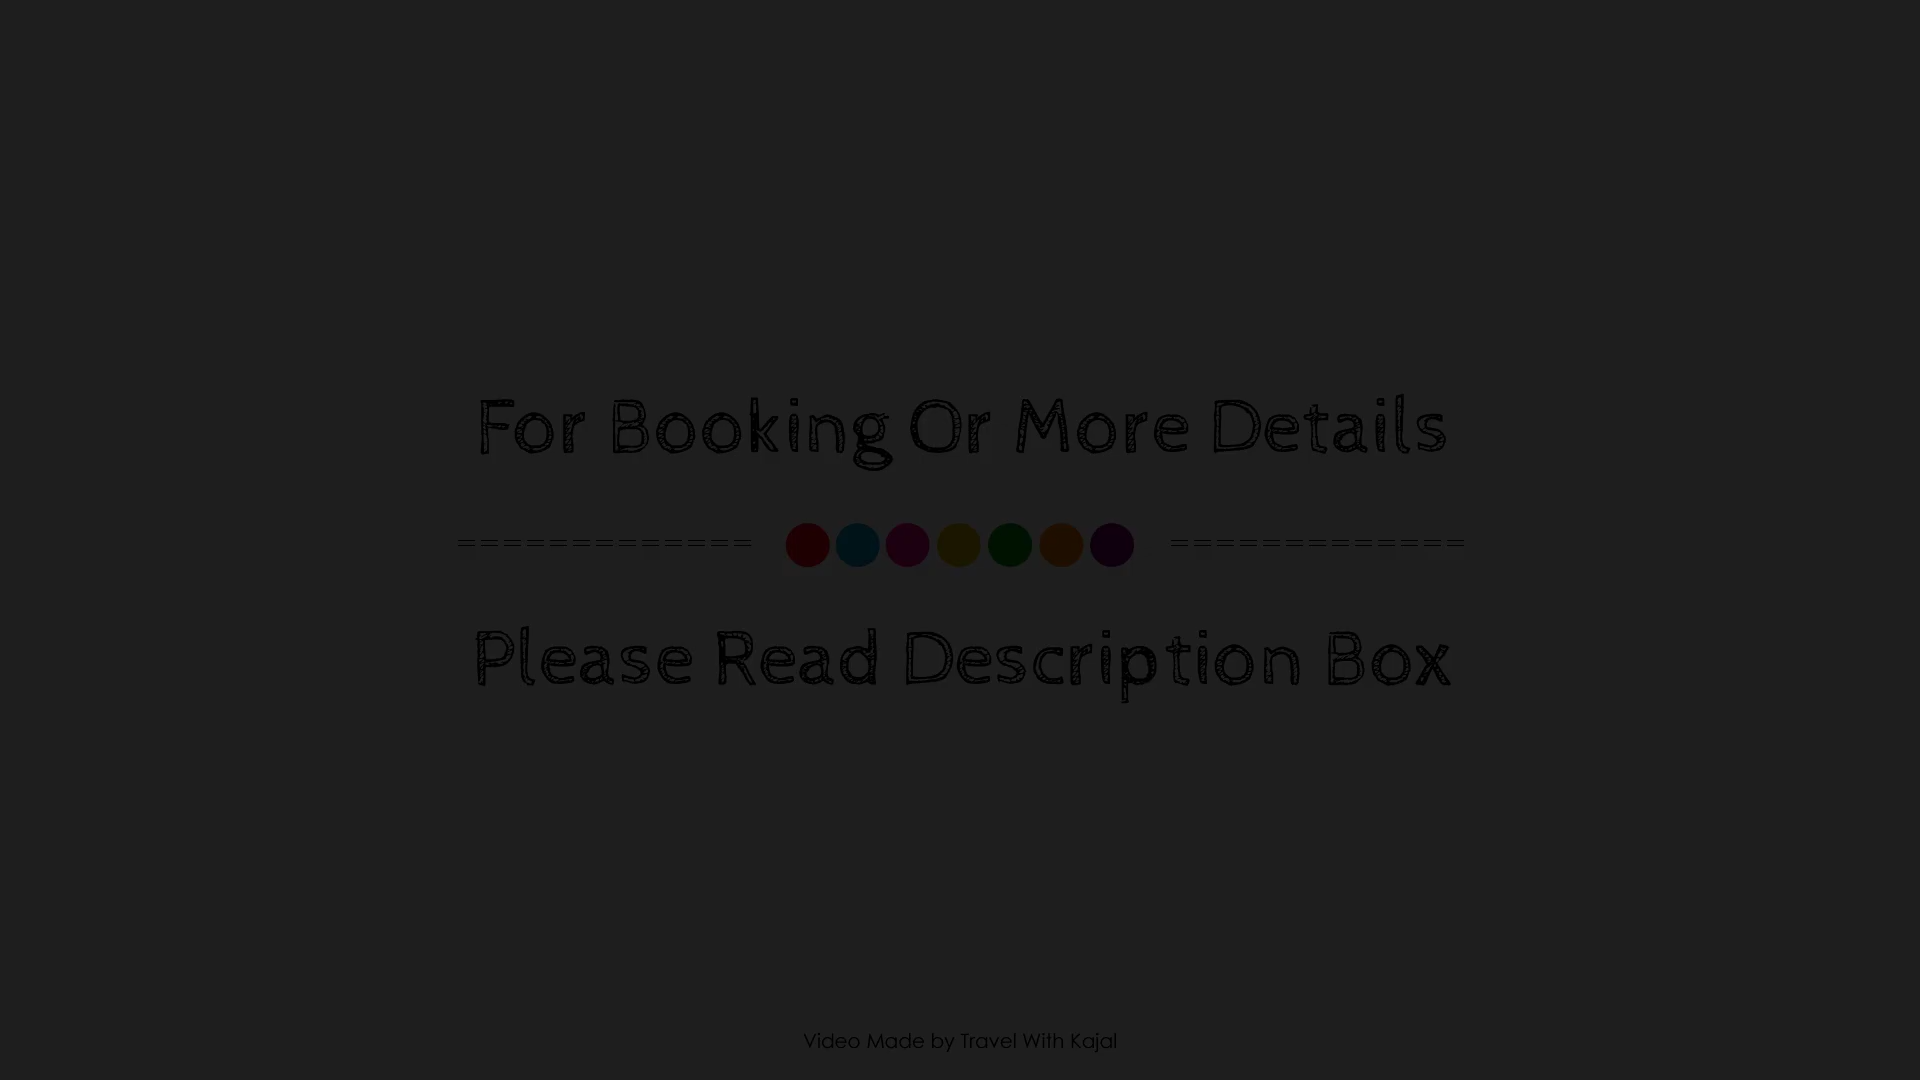 For Booking Or More Details
============= =============
Please Read Description Box
Video Made by Travel With Kajal